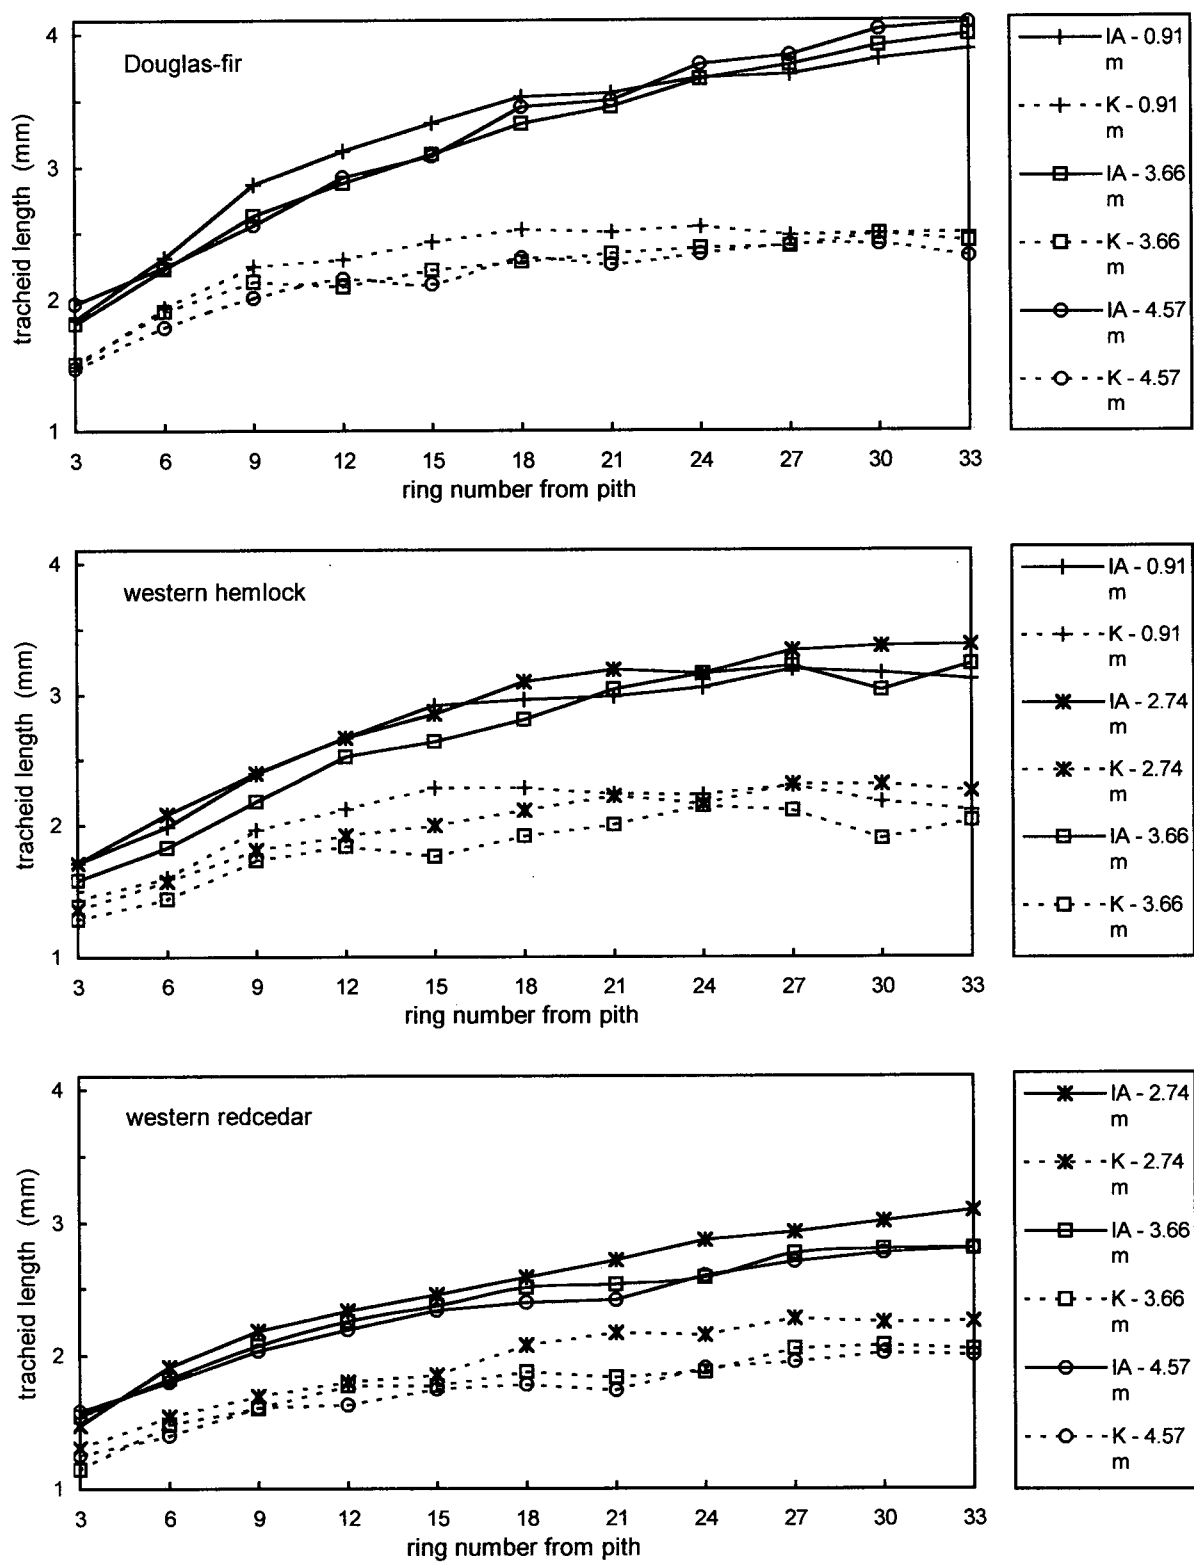 Douglas-fir
tracheid length (mm)
4
3
2
1
3 6 9 12 15 18 21 24 27 30 33
ring number from pith
IA - 0.91
m
K - 0.91
m
IA - 3.66
m
K - 3.66
m
IA - 4.57
m
K - 4.57
m
western hemlock
tracheid length (mm)
4
3
2
1
3 6 9 12 15 18 21 24 27 30 33
ring number from pith
IA - 0.91
m
K - 0.91
m
IA - 2.74
m
K - 2.74
m
IA - 3.66
m
K - 3.66
m
western redcedar
tracheid length (mm)
4
3
2
1
3 6 9 12 15 18 21 24 27 30 33
ring number from pith
IA - 2.74
m
K - 2.74
m
IA - 3.66
m
K - 3.66
m
IA - 4.57
m
K - 4.57
m